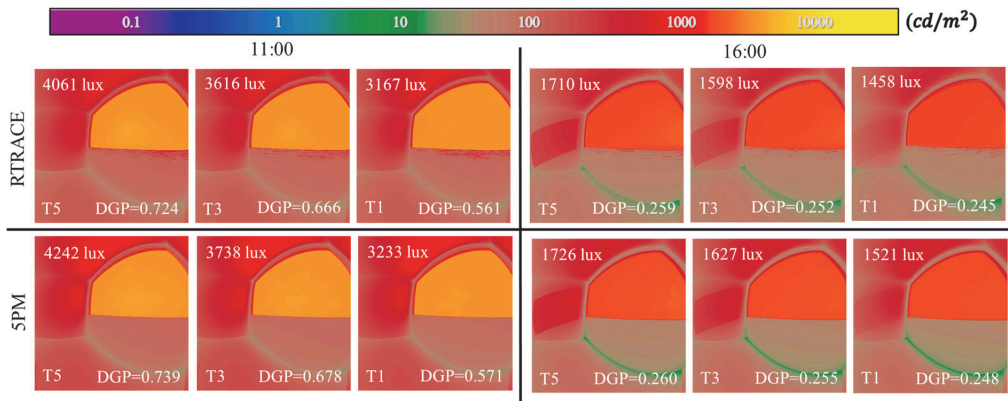 0.1 1 10 100 1000 10000 (cd/m²)
11:00 16:00
RTRACE
4061 lux 3616 lux 3167 lux 1710 lux 1598 lux 1458 lux
T5 DGP=0.724 T3 DGP=0.666 T1 DGP=0.561 T5 DGP=0.259 T3 DGP=0.252 T1 DGP=0.245
5PM
4242 lux 3738 lux 3233 lux 1726 lux 1627 lux 1521 lux
T5 DGP=0.739 T3 DGP=0.678 T1 DGP=0.571 T5 DGP=0.260 T3 DGP=0.255 T1 DGP=0.248